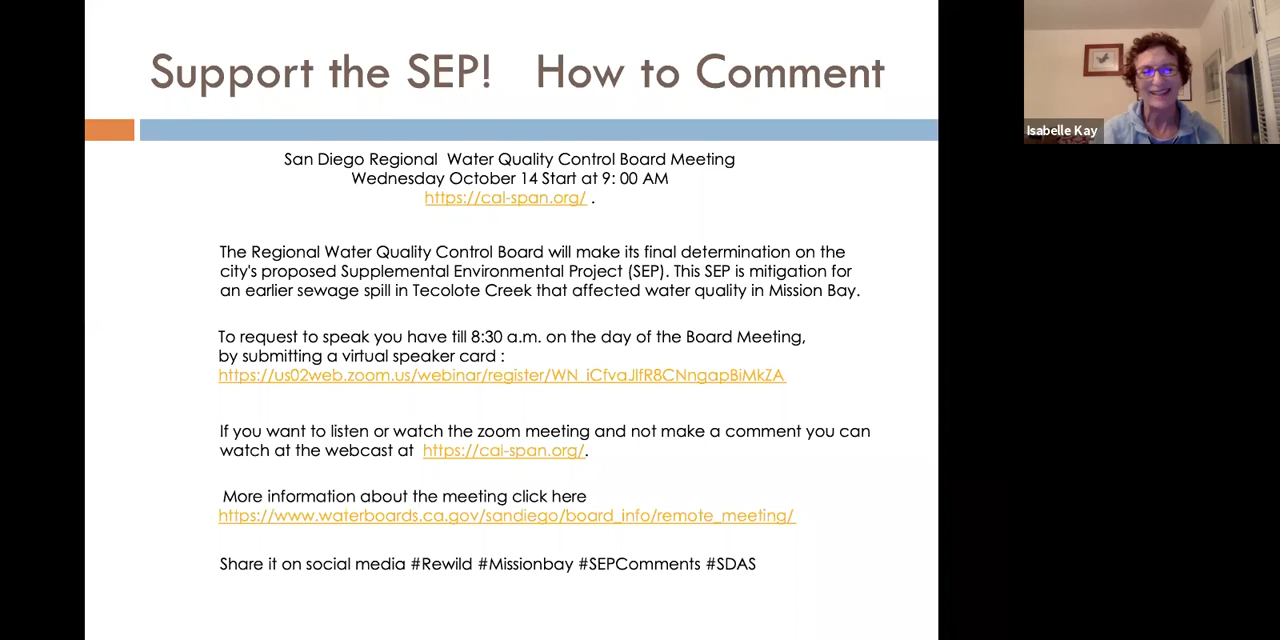 Support the SEP! How to Comment
San Diego Regional Water Quality Control Board Meeting
Wednesday October 14 Start at 9: 00 AM
https://cal-span.org/ .
Isabelle Kay
The Regional Water Quality Control Board will make its final determination on the
city's proposed Supplemental Environmental Project (SEP). This SEP is mitigation for
an earlier sewage spill in Tecolote Creek that affected water quality in Mission Bay.
To request to speak you have till 8:30 a.m. on the day of the Board Meeting,
by submitting a virtual speaker card :
https://us02web.zoom.us/webinar/register/WN_iCfvaJlfR8CNngapBiMkZA
If you want to listen or watch the zoom meeting and not make a comment you can
watch at the webcast at https://cal-span.org/.
More information about the meeting click here
https://www.waterboards.ca.gov/sandiego/board_info/remote_meeting/
Share it on social media #Rewild #Missionbay #SEPComments #SDAS